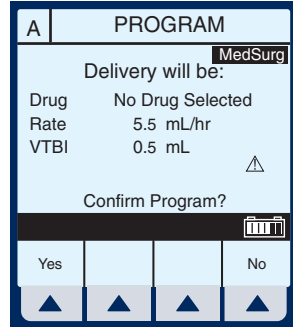 A PROGRAM
MedSurg
Delivery will be:
Drug No Drug Selected
Rate 5.5 mL/hr
VTBI 0.5 mL
Confirm Program?
Yes No